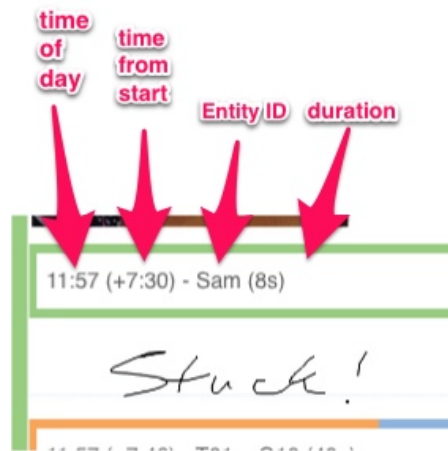 time
of
day
time
from
start
Entity ID
duration
11:57 (+7:30) - Sam (8s)
Stuck!